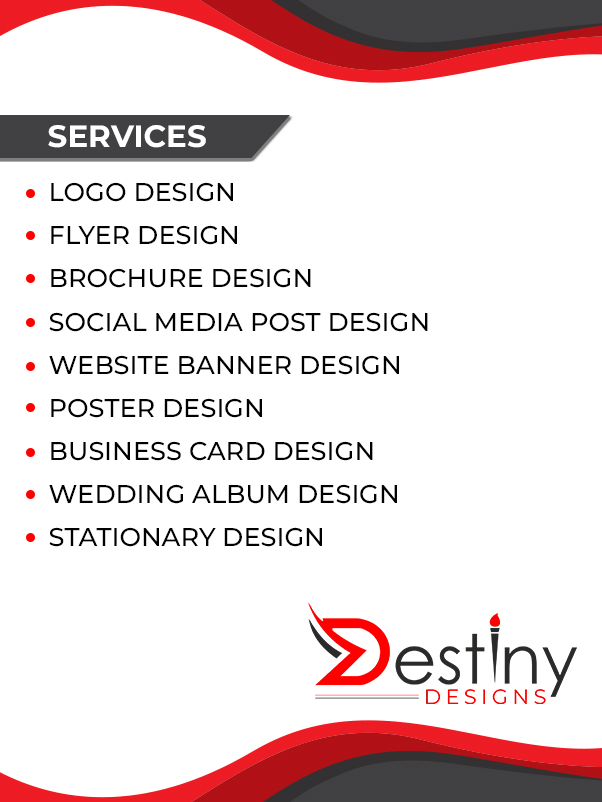 SERVICES
LOGO DESIGN
FLYER DESIGN
BROCHURE DESIGN
SOCIAL MEDIA POST DESIGN
WEBSITE BANNER DESIGN
POSTER DESIGN
BUSINESS CARD DESIGN
WEDDING ALBUM DESIGN
STATIONARY DESIGN
Destiny
DESIGNS